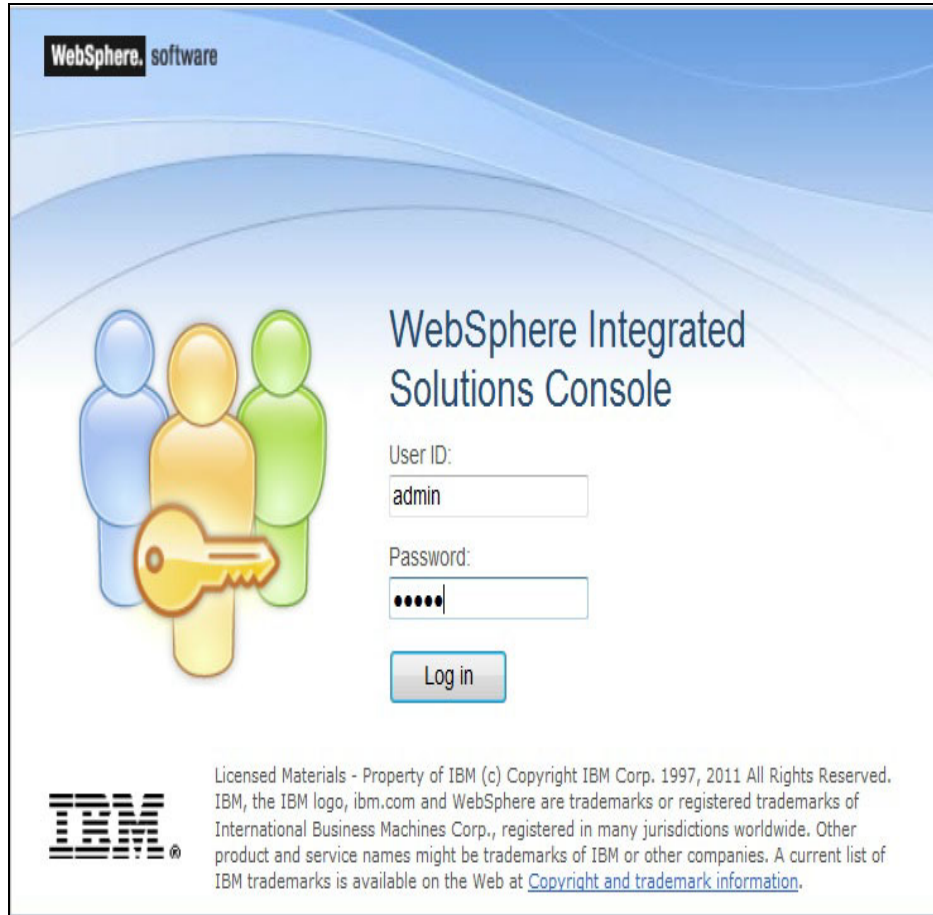 WebSphere. software
WebSphere Integrated
Solutions Console
User ID:
admin
Password:
•••••
Log in
Licensed Materials - Property of IBM (c) Copyright IBM Corp. 1997, 2011 All Rights Reserved.
IBM, the IBM logo, ibm.com and WebSphere are trademarks or registered trademarks of
International Business Machines Corp., registered in many jurisdictions worldwide. Other
product and service names might be trademarks of IBM or other companies. A current list of
IBM trademarks is available on the Web at Copyright and trademark information.
IBM®